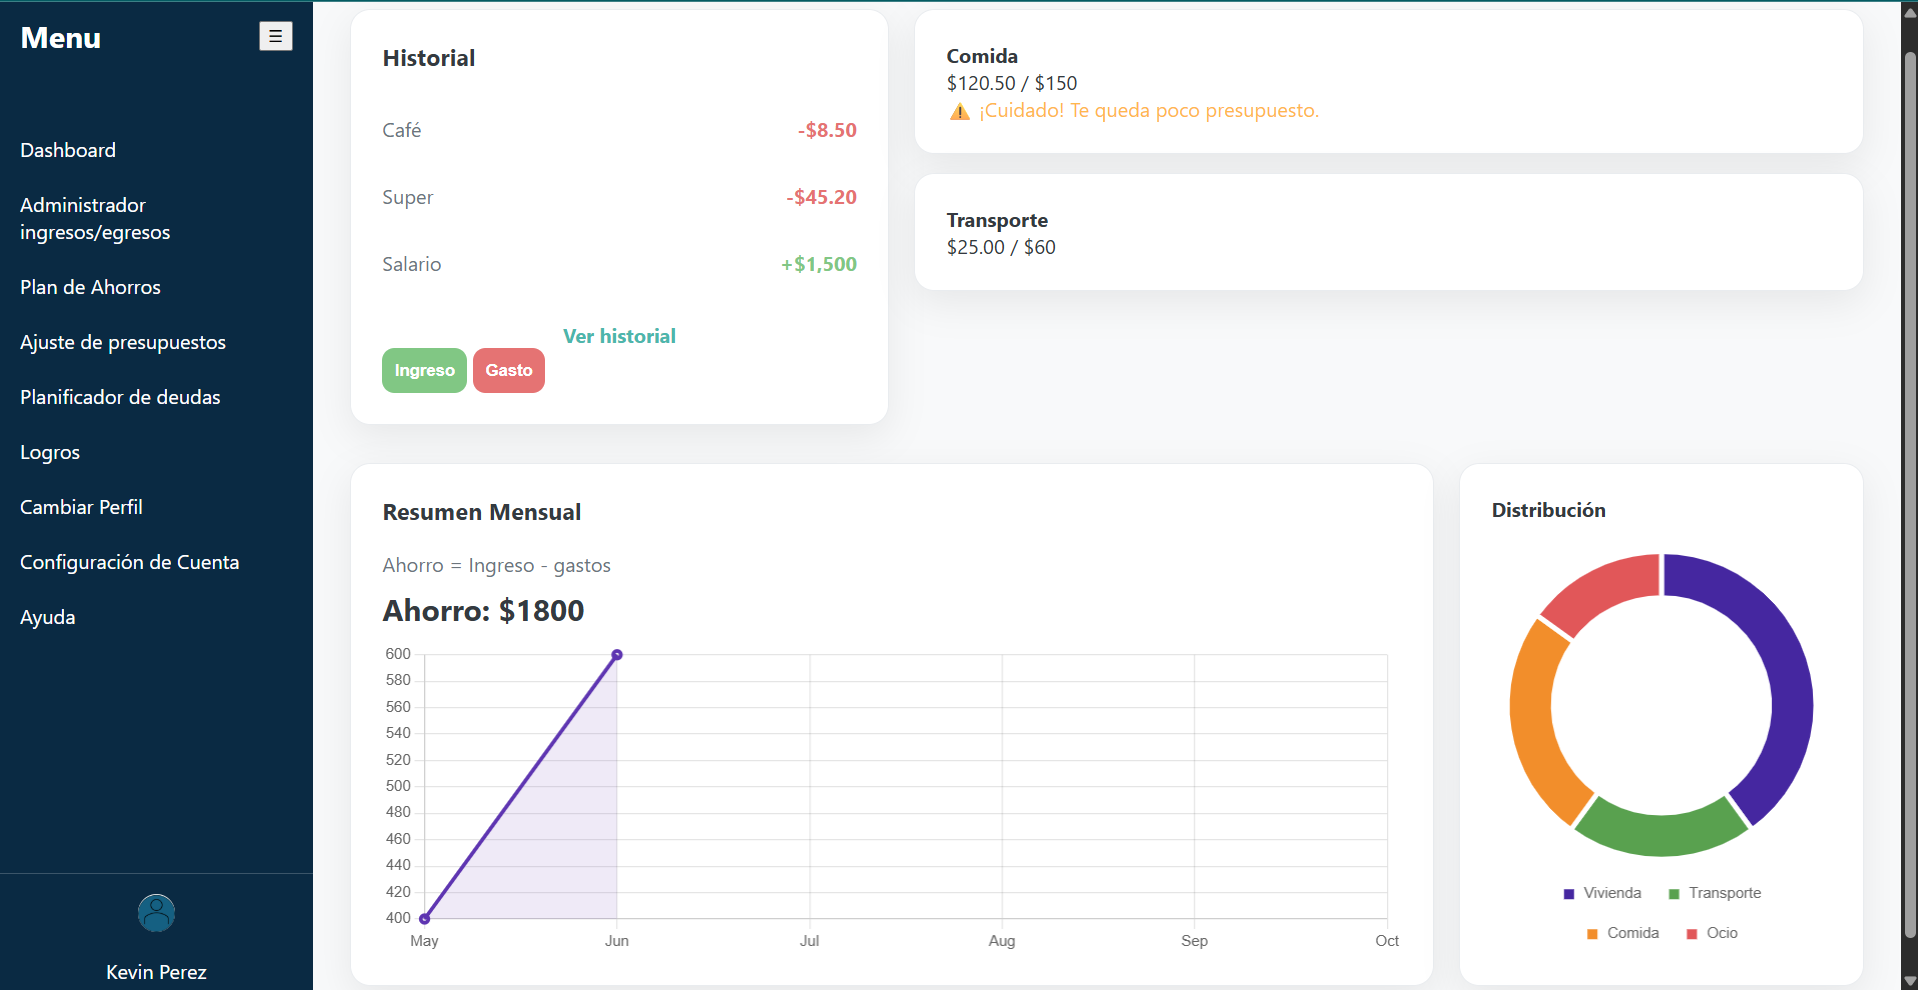 Menu
☰
Dashboard
Administrador
ingresos/egresos
Plan de Ahorros
Ajuste de presupuestos
Planificador de deudas
Logros
Cambiar Perfil
Configuración de Cuenta
Ayuda
Kevin Perez
Historial
Café -$8.50
Super -$45.20
Salario +$1,500
Ver historial
Ingreso Gasto
Comida
$120.50 / $150
⚠ ¡Cuidado! Te queda poco presupuesto.
Transporte
$25.00 / $60
Resumen Mensual
Ahorro = Ingreso - gastos
Ahorro: $1800
600
580
560
540
520
500
480
460
440
420
400
May Jun Jul Aug Sep Oct
Distribución
Vivienda Transporte
Comida Ocio